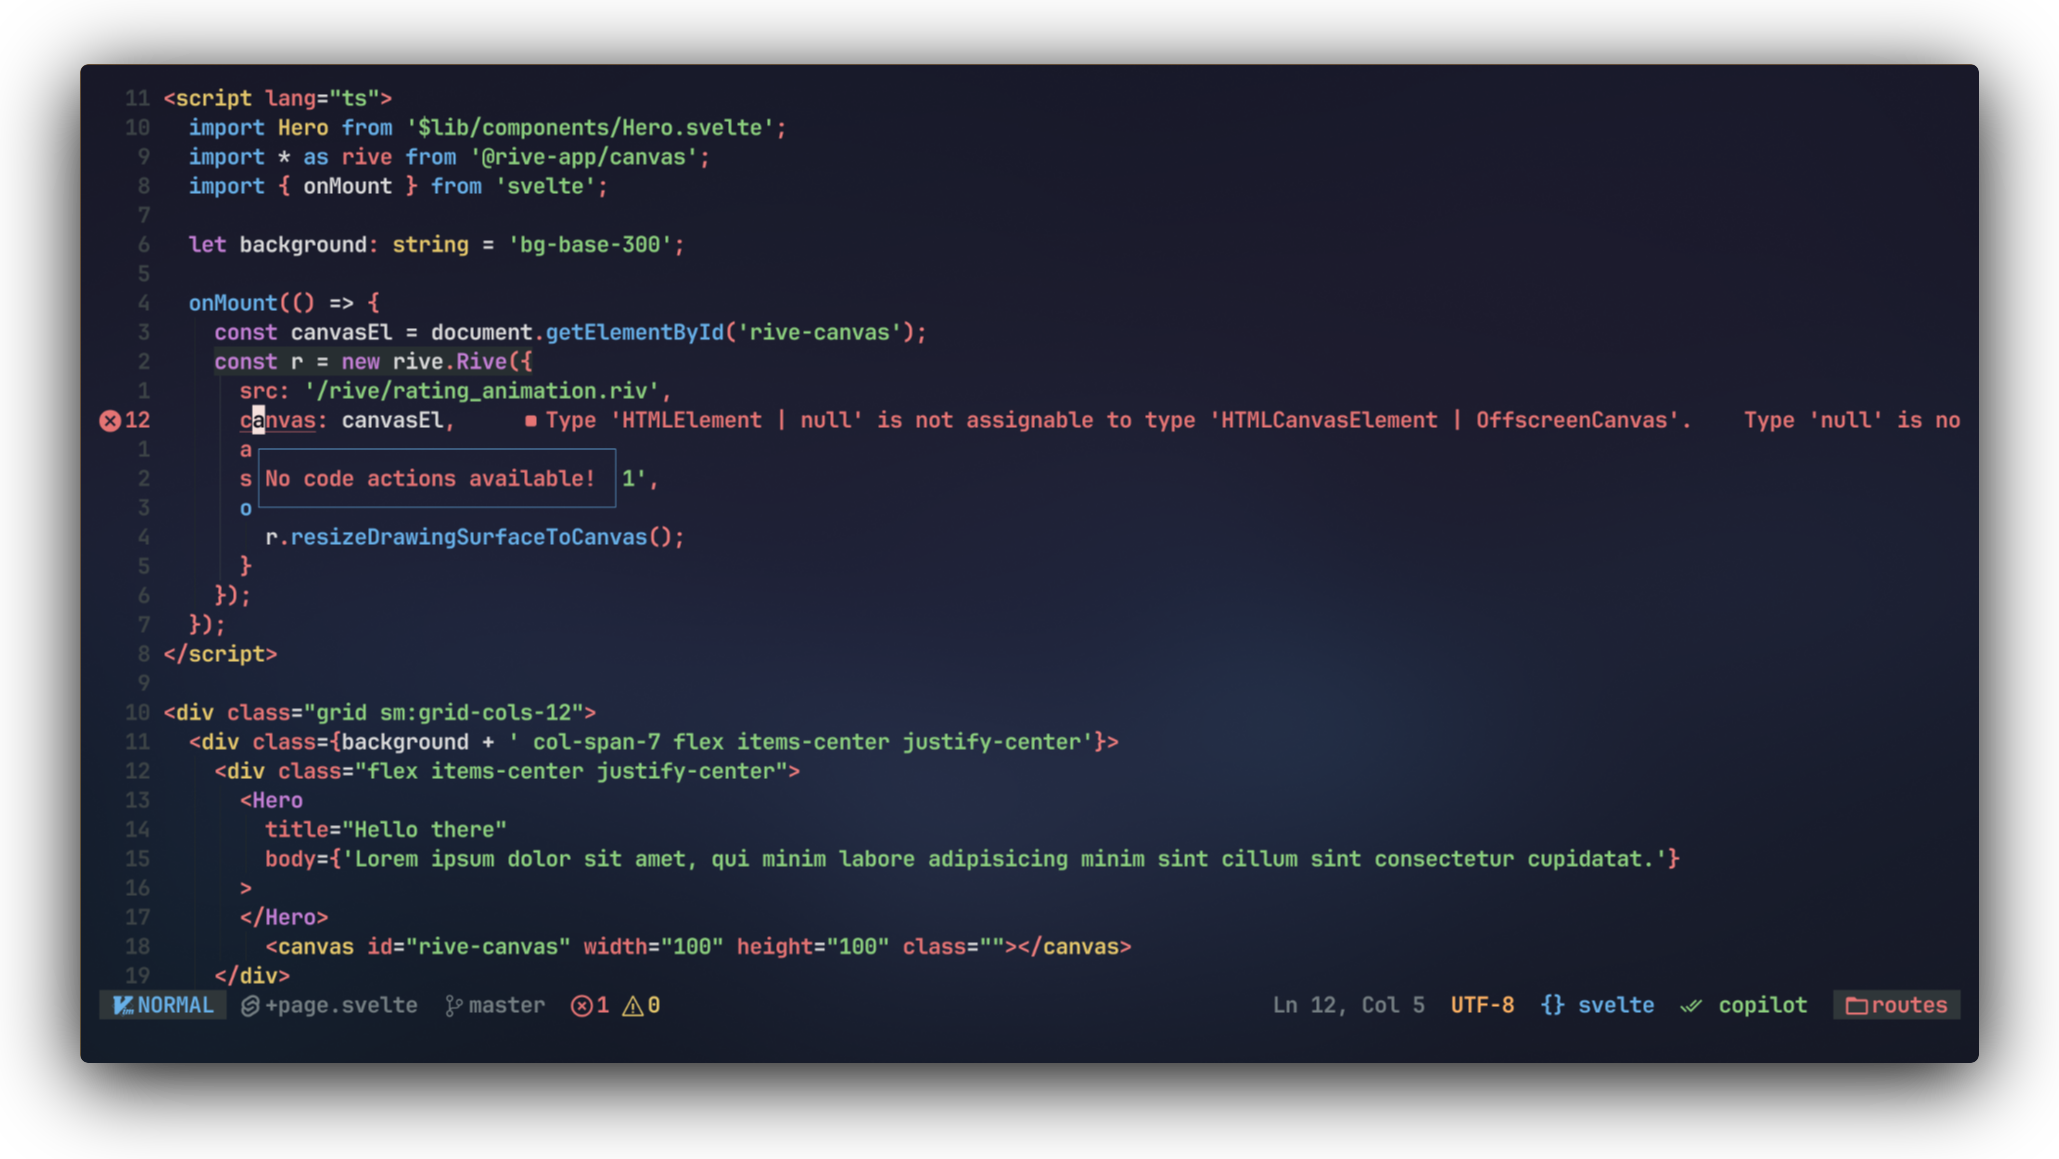 11 <script lang="ts">
10 import Hero from '$lib/components/Hero.svelte';
9 import * as rive from '@rive-app/canvas';
8 import { onMount } from 'svelte';
7
6 let background: string = 'bg-base-300';
5
4 onMount(() => {
3 const canvasEl = document.getElementById('rive-canvas');
2 const r = new rive.Rive({
1 src: '/rive/rating_animation.riv',
12 canvas: canvasEl, Type 'HTMLElement | null' is not assignable to type 'HTMLCanvasElement | OffscreenCanvas'. Type 'null' is no
1 a
2 s No code actions available! 1',
3 o
4 r.resizeDrawingSurfaceToCanvas();
5 }
6 });
7 });
8 </script>
9
10 <div class="grid sm:grid-cols-12">
11 <div class={background + ' col-span-7 flex items-center justify-center'}>
12 <div class="flex items-center justify-center">
13 <Hero
14 title="Hello there"
15 body={'Lorem ipsum dolor sit amet, qui minim labore adipisicing minim sint cillum sint consectetur cupidatat.'}
16 >
17 </Hero>
18 <canvas id="rive-canvas" width="100" height="100" class=""></canvas>
19 </div>
NORMAL +page.svelte master 1 0 Ln 12, Col 5 UTF-8 {} svelte copilot routes